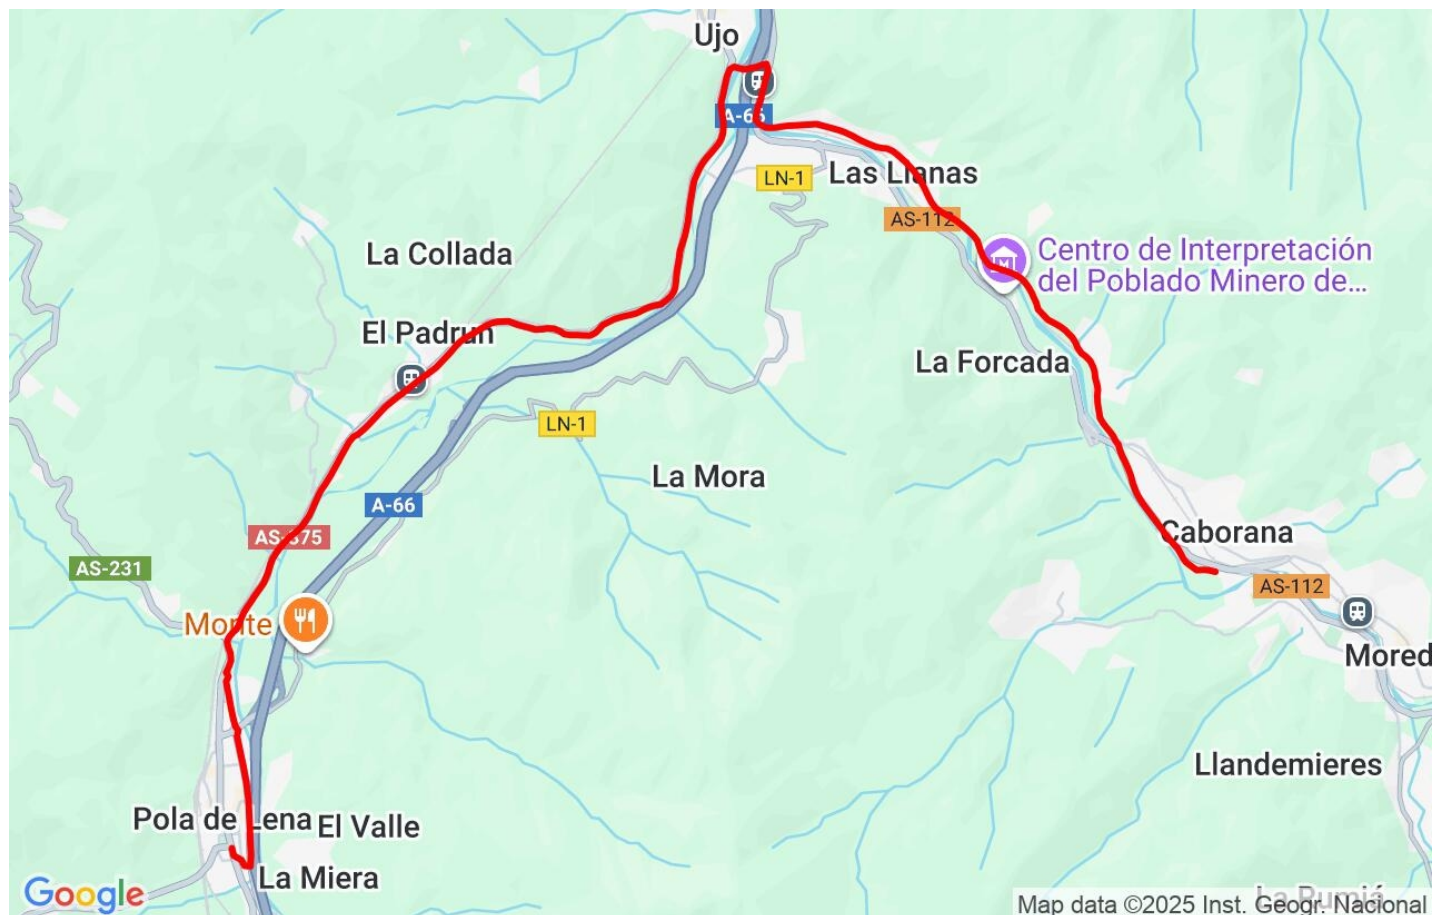 Ujo
A-66
LN-1
Las Llanas
AS-112
La Collada
Centro de Interpretación
del Poblado Minero de...
El Padrun
La Forcada
LN-1
La Mora
A-66
AS-375
Caborana
AS-231
AS-112
Monte
Mored
Llandemieres
Pola de Lena
El Valle
La Miera
Google
La Rumiá
Map data ©2025 Inst. Geogr. Nacional